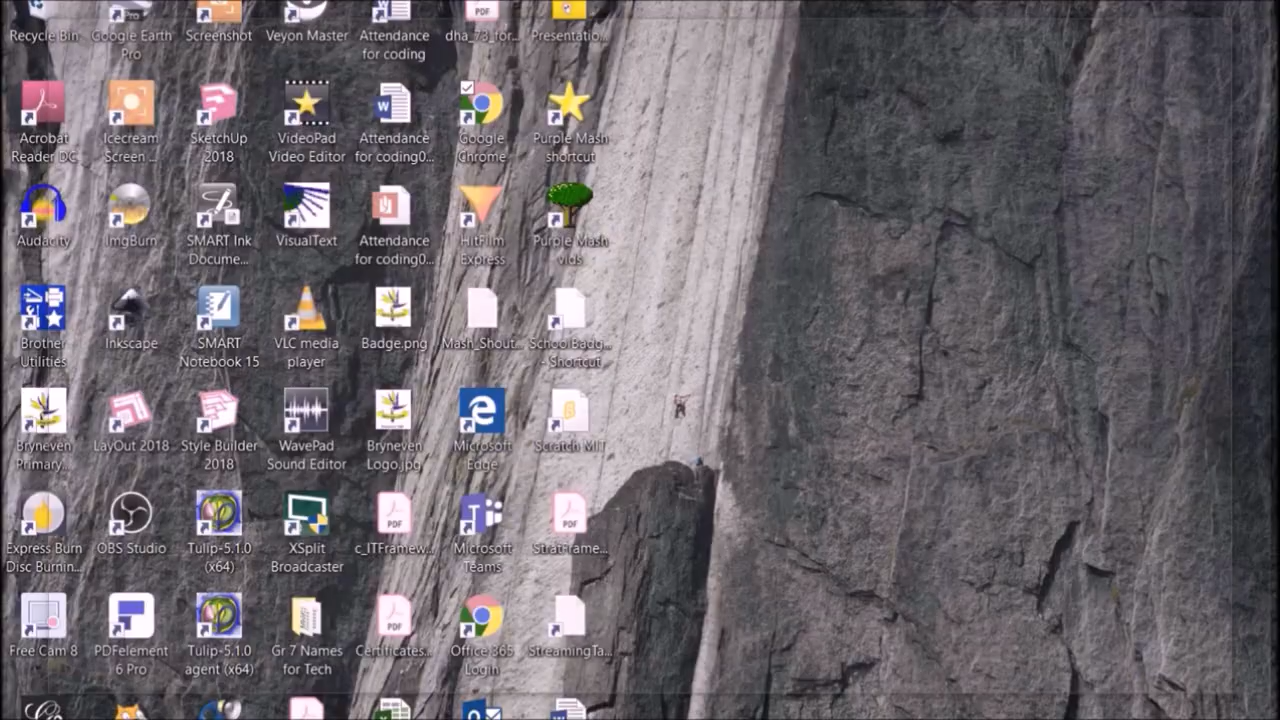 Recycle Bin
Google Earth
Pro
Screenshot
Veyon Master
Attendance
for coding
dha_73_for...
Presentatio...
Acrobat
Reader DC
Icecream
Screen ...
SketchUp
2018
VideoPad
Video Editor
Attendance
for coding0...
Google
Chrome
Purple Mash
shortcut
Audacity
ImgBurn
SMART Ink
Docume...
VisualText
Attendance
for coding0...
HitFilm
Express
Purple Mash
vids
Brother
Utilities
Inkscape
SMART
Notebook 15
VLC media
player
Badge.png
Mash_Shout...
SchoolBadg...
- Shortcut
Bryneven
Primary...
LayOut 2018
Style Builder
2018
WavePad
Sound Editor
Bryneven
Logo.jpg
Microsoft
Edge
Scratch MIT
Express Burn
Disc Burnin...
OBS Studio
Tulip-5.1.0
(x64)
XSplit
Broadcaster
PDF
c_ITFramew...
Microsoft
Teams
PDF
StratFrame...
Free Cam 8
PDFelement
6 Pro
Tulip-5.1.0
agent (x64)
Gr 7 Names
for Tech
Certificates...
Office 365
Login
StreamingTa...